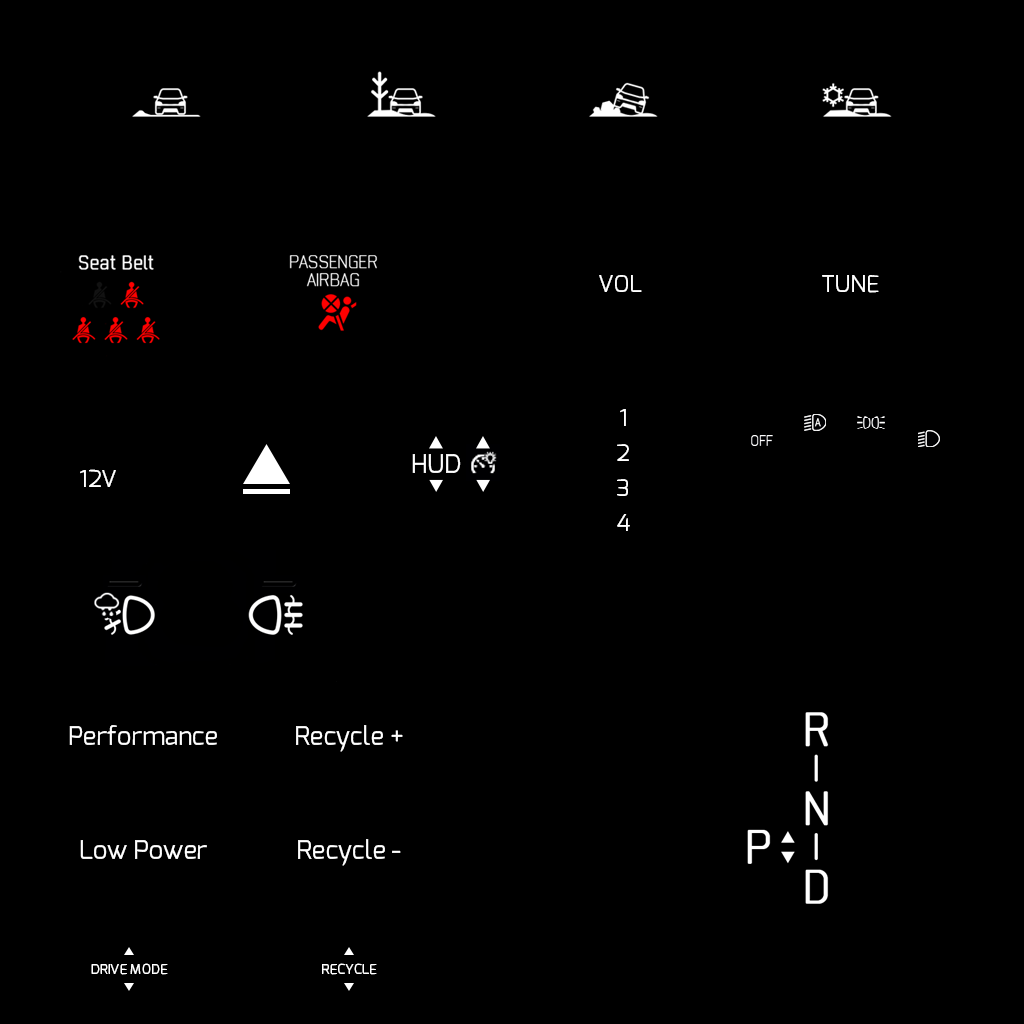 Seat Belt
PASSENGER
AIRBAG
VOL
TUNE
12V
HUD
1
2
3
4
OFF
A
Performance
Recycle +
Low Power
Recycle -
R
N
P
D
DRIVE MODE
RECYCLE